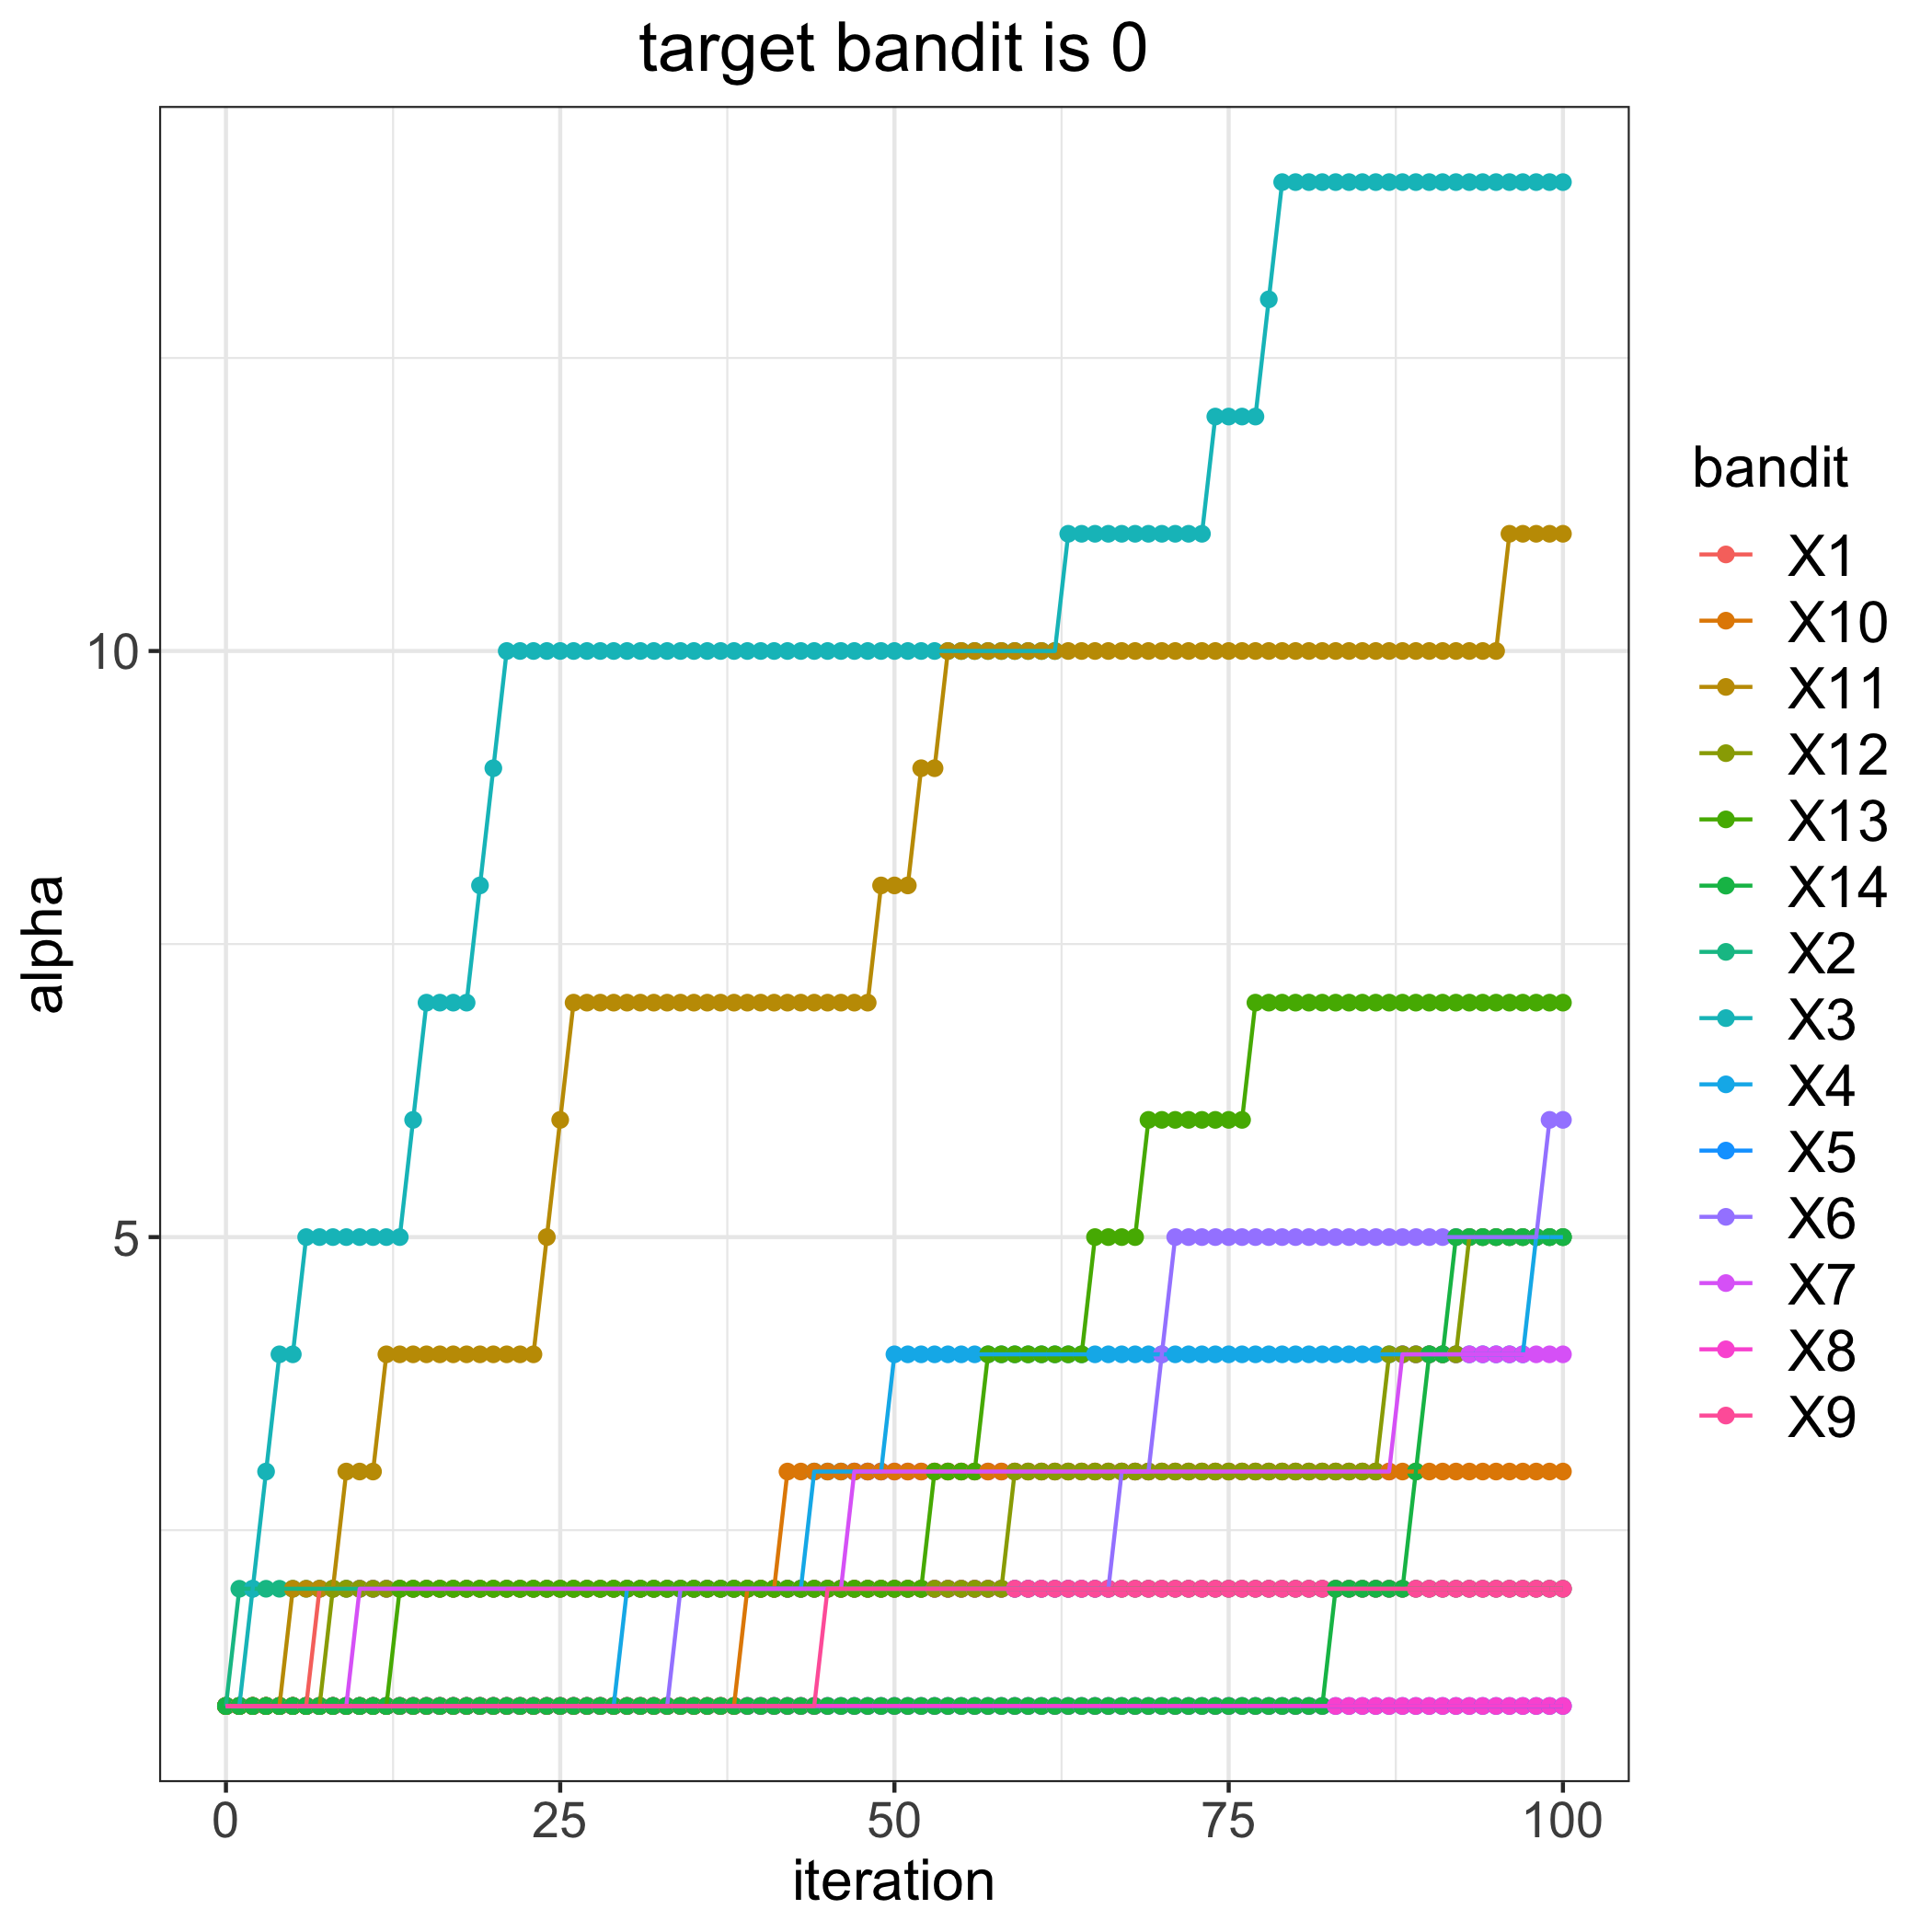 target bandit is 0
alpha
10
5
0 25 50 75 100
iteration
bandit
X1
X10
X11
X12
X13
X14
X2
X3
X4
X5
X6
X7
X8
X9